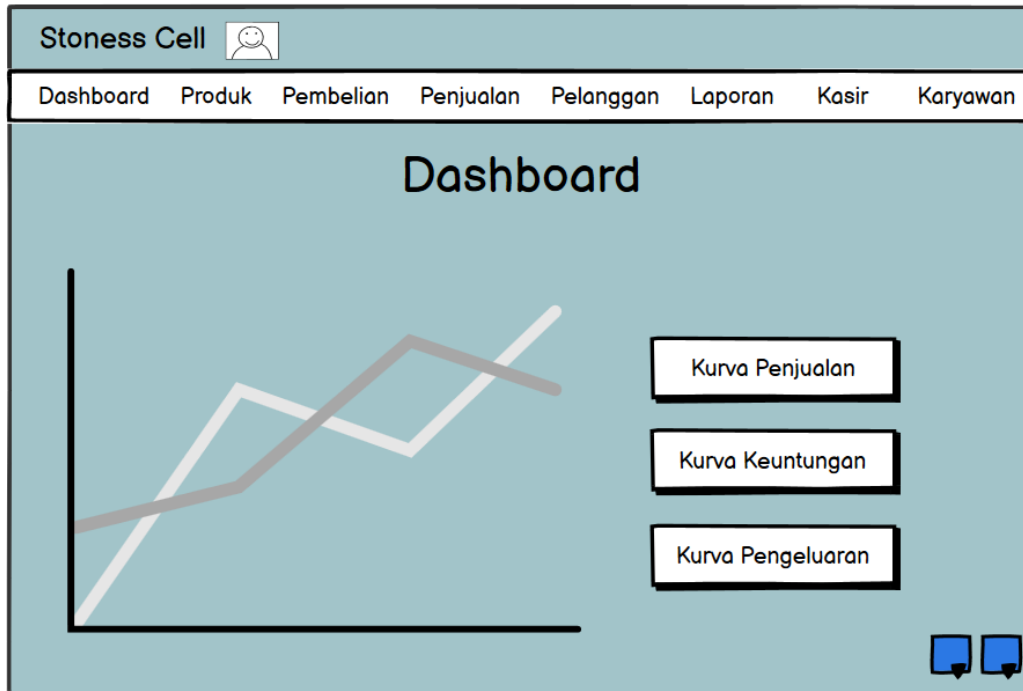 Stoness Cell
Dashboard Produk Pembelian Penjualan Pelanggan Laporan Kasir Karyawan
Dashboard
Kurva Penjualan
Kurva Keuntungan
Kurva Pengeluaran